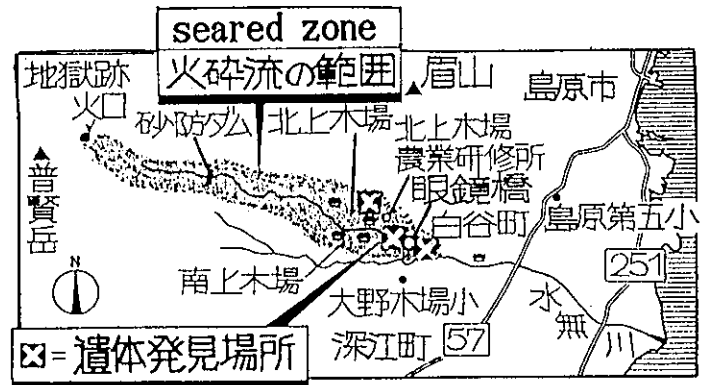 seared zone
火砕流の範囲
地獄跡
火口
砂防ダム
北上木場
北上木場
農業研修所
眉山
島原市
普賢岳
眼鏡橋
白谷町
島原第五小
251
南上木場
N
大野木場小
水無川
深江町
57
=遺体発見場所